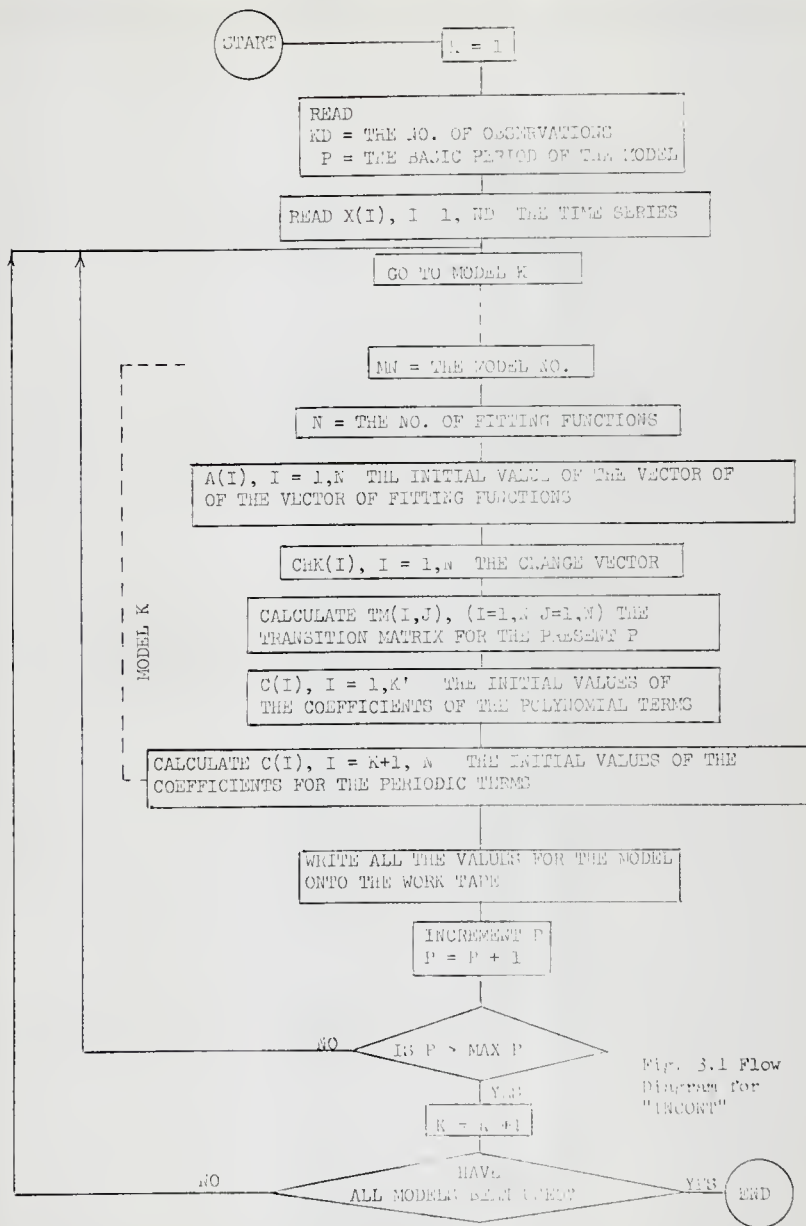 START
K = 1
READ
ND = THE NO. OF OBSERVATIONS
P = THE BASIC PERIOD OF THE MODEL
READ X(I), I 1, ND THE TIME SERIES
GO TO MODEL K
MN = THE MODEL NO.
N = THE NO. OF FITTING FUNCTIONS
A(I), I = 1,N THE INITIAL VALUE OF THE VECTOR OF
OF THE VECTOR OF FITTING FUNCTIONS
CHK(I), I = 1,N THE CHANGE VECTOR
CALCULATE TM(I,J), (I=1,N J=1,N) THE
TRANSITION MATRIX FOR THE PRESENT P
MODEL K
C(I), I = 1,K' THE INITIAL VALUES OF
THE COEFFICIENTS OF THE POLYNOMIAL TERMS
CALCULATE C(I), I = K+1, N THE INITIAL VALUES OF THE
COEFFICIENTS FOR THE PERIODIC TERMS
WRITE ALL THE VALUES FOR THE MODEL
ONTO THE WORK TAPE
INCREMENT P
P = P + 1
NO
IS P > MAX P
YES
Fig. 3.1 Flow
Diagram for
"INCONT"
K = K +1
NO
HAVE
ALL MODELS BEEN USED?
YES
END